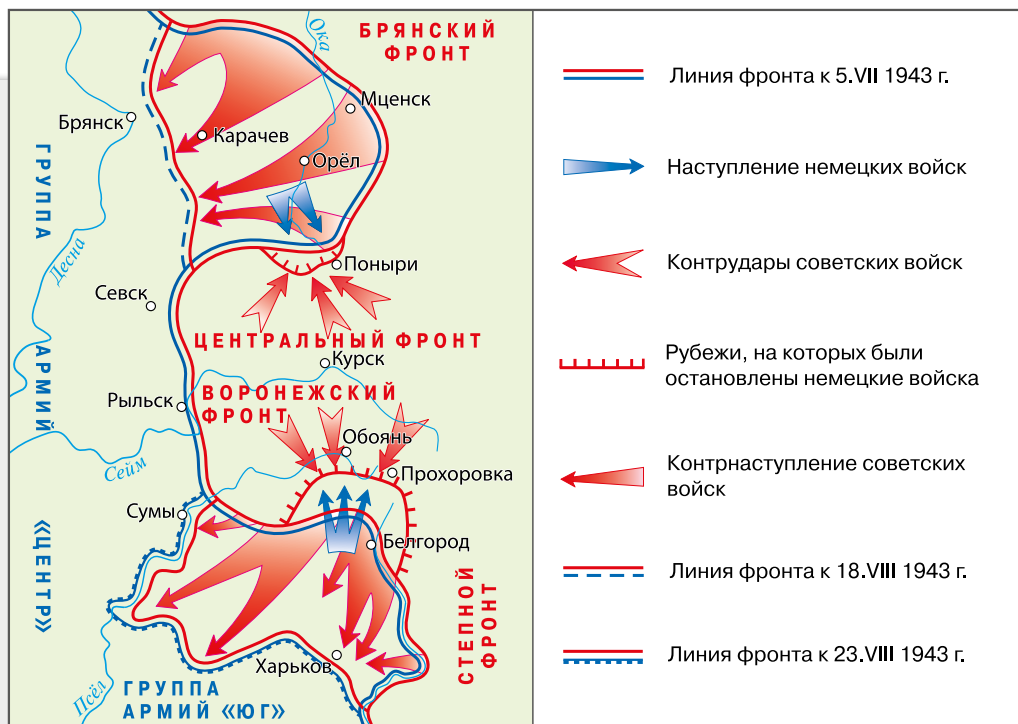 БРЯНСКИЙ
ФРОНТ
Ока
Мценск
Брянск
Карачев
Орёл
ГРУППА
АРМИЙ
«ЦЕНТР»
Десна
Поныри
Севск
ЦЕНТРАЛЬНЫЙ ФРОНТ
Курск
ВОРОНЕЖСКИЙ
ФРОНТ
Рыльск
Обоянь
Сейм
Прохоровка
Сумы
Белгород
СТЕПНОЙ
ФРОНТ
Харьков
Псёл
ГРУППА
АРМИЙ «ЮГ»
Линия фронта к 5.VII 1943 г.
Наступление немецких войск
Контрудары советских войск
Рубежи, на которых были
остановлены немецкие войска
Контрнаступление советских
войск
Линия фронта к 18.VIII 1943 г.
Линия фронта к 23.VIII 1943 г.